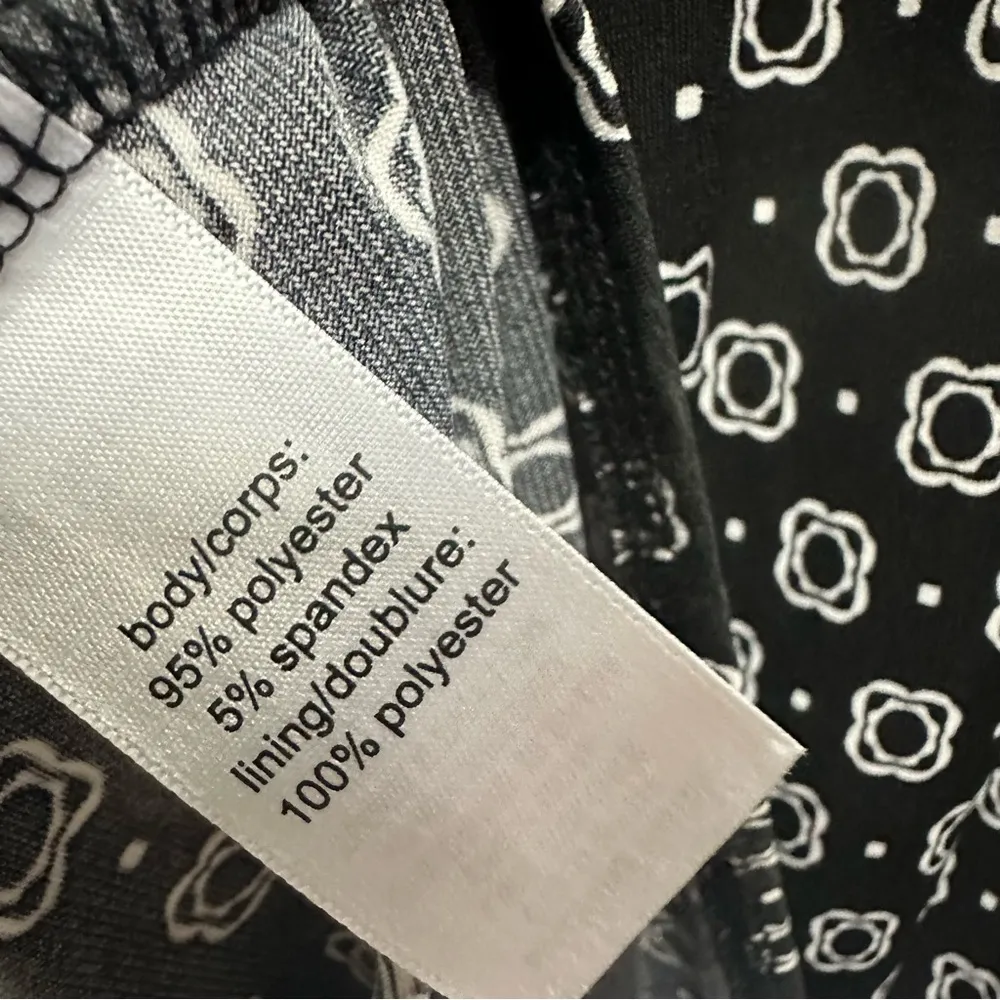 body/corps:
95% polyester
5% spandex
lining/doublure:
100% polyester